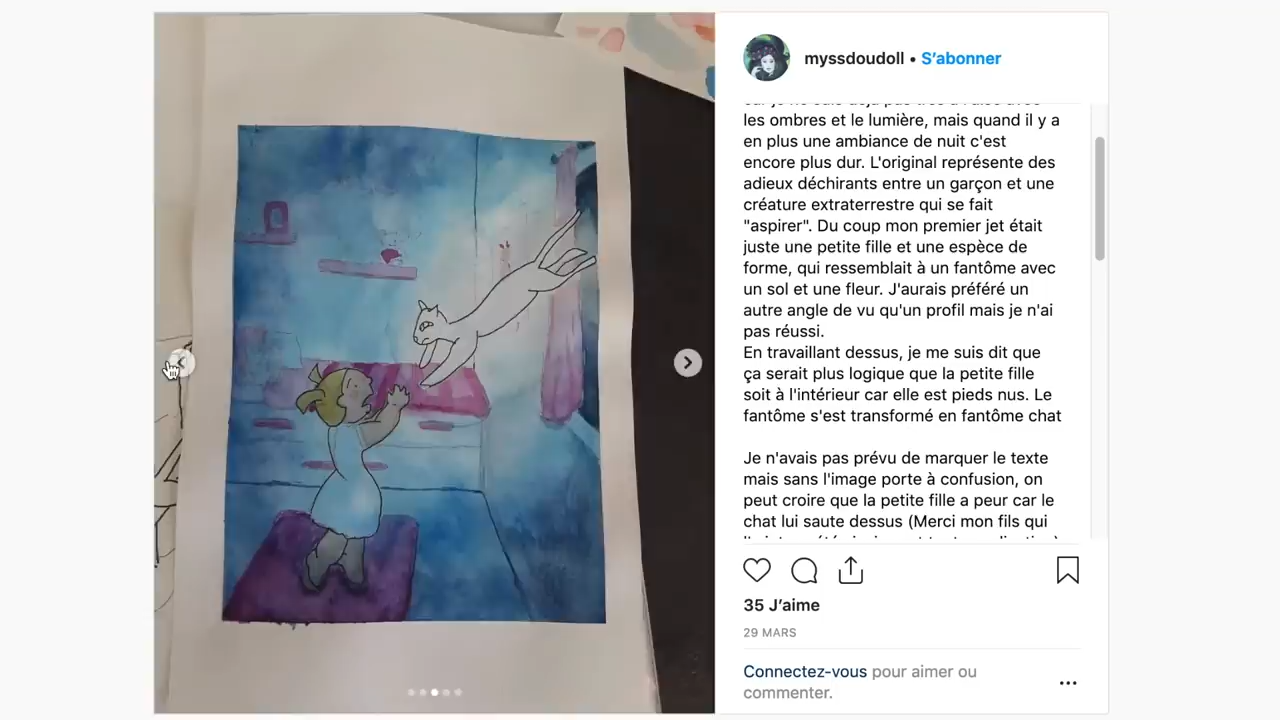 myssdoudoll • S'abonner
les ombres et le lumière, mais quand il y a
en plus une ambiance de nuit c'est
encore plus dur. L'original représente des
adieux déchirants entre un garçon et une
créature extraterrestre qui se fait
"aspirer". Du coup mon premier jet était
juste une petite fille et une espèce de
forme, qui ressemblait à un fantôme avec
un sol et une fleur. J'aurais préféré un
autre angle de vu qu'un profil mais je n'ai
pas réussi.
En travaillant dessus, je me suis dit que
ça serait plus logique que la petite fille
soit à l'intérieur car elle est pieds nus. Le
fantôme s'est transformé en fantôme chat
Je n'avais pas prévu de marquer le texte
mais sans l'image porte à confusion, on
peut croire que la petite fille a peur car le
chat lui saute dessus (Merci mon fils qui
35 J'aime
29 MARS
Connectez-vous pour aimer ou
commenter.